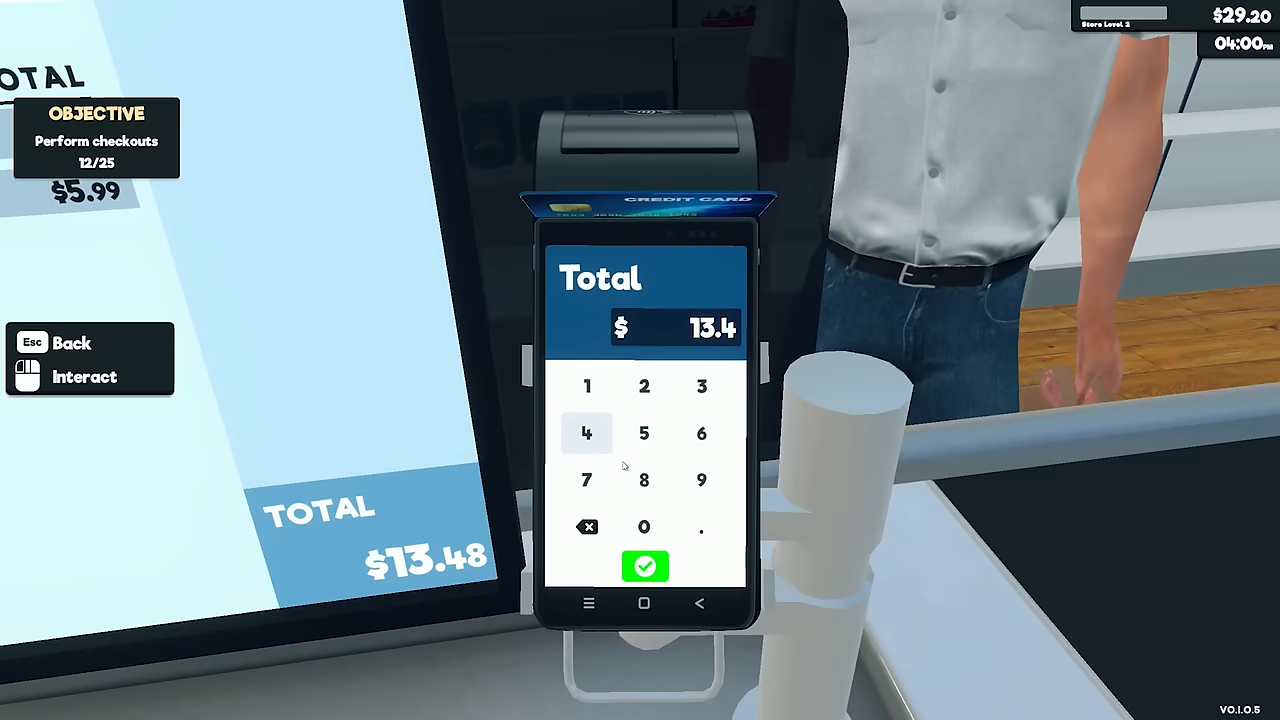 OTAL
OBJECTIVE
Perform checkouts
12/25
$5.99
Esc Back
Interact
TOTAL
$13.48
CREDIT CARD
Total
$ 13.4
1 2 3
4 5 6
7 8 9
0 .
Store Level 2
$29.20
04:00PM
V0.1.0.5